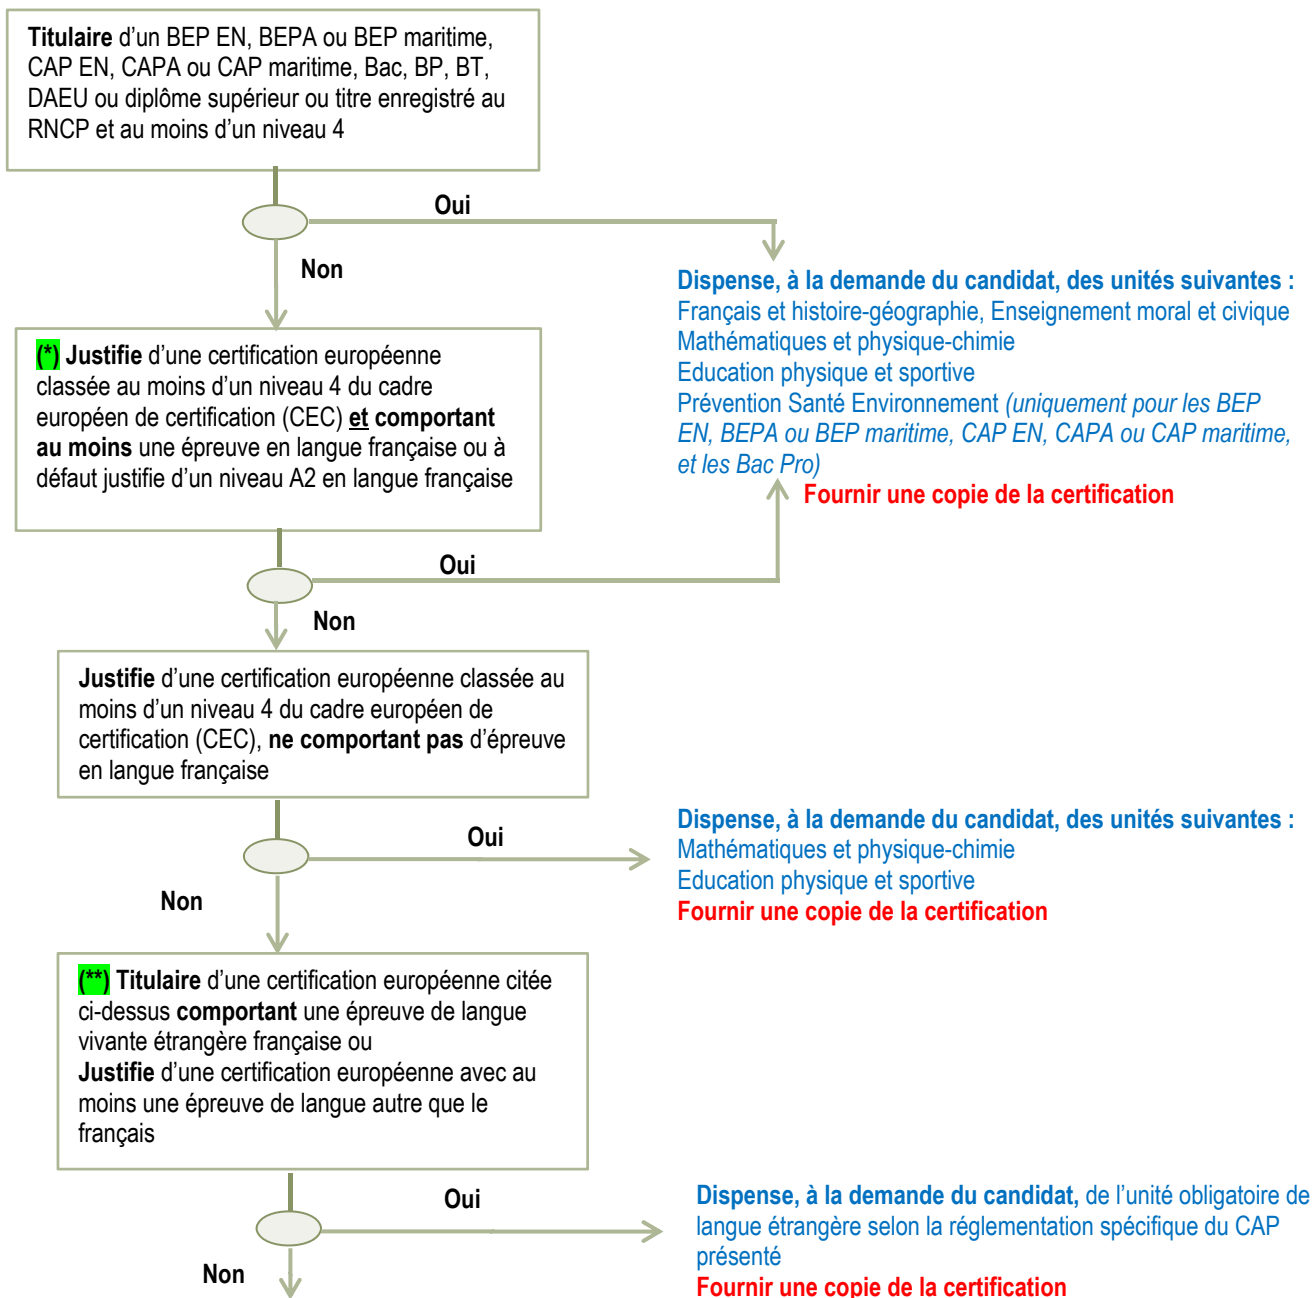 Titulaire d’un BEP EN, BEPA ou BEP maritime,
CAP EN, CAPA ou CAP maritime, Bac, BP, BT,
DAEU ou diplôme supérieur ou titre enregistré au
RNCP et au moins d’un niveau 4
Oui
Non
Dispense, à la demande du candidat, des unités suivantes :
Français et histoire-géographie, Enseignement moral et civique
Mathématiques et physique-chimie
Education physique et sportive
Prévention Santé Environnement (uniquement pour les BEP
EN, BEPA ou BEP maritime, CAP EN, CAPA ou CAP maritime,
et les Bac Pro)
Fournir une copie de la certification
(*) Justifie d’une certification européenne
classée au moins d’un niveau 4 du cadre
européen de certification (CEC) et comportant
au moins une épreuve en langue française ou à
défaut justifie d’un niveau A2 en langue française
Oui
Non
Justifie d’une certification européenne classée au
moins d’un niveau 4 du cadre européen de
certification (CEC), ne comportant pas d’épreuve
en langue française
Oui
Non
Dispense, à la demande du candidat, des unités suivantes :
Mathématiques et physique-chimie
Education physique et sportive
Fournir une copie de la certification
(**) Titulaire d’une certification européenne citée
ci-dessus comportant une épreuve de langue
vivante étrangère française ou
Justifie d’une certification européenne avec au
moins une épreuve de langue autre que le
français
Oui
Non
Dispense, à la demande du candidat, de l’unité obligatoire de
langue étrangère selon la réglementation spécifique du CAP
présenté
Fournir une copie de la certification